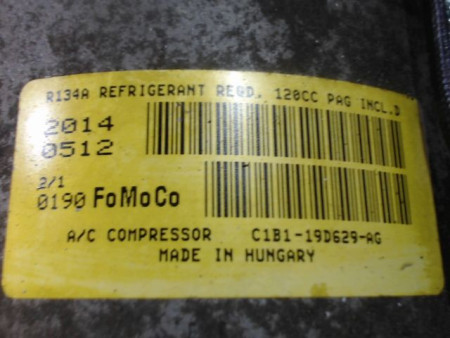 R134A REFRIGERANT REQD. 120CC PAG INCL.D
2014
0512
2/1
0190 FoMoCo
A/C COMPRESSOR C1B1-19D629-AG
MADE IN HUNGARY